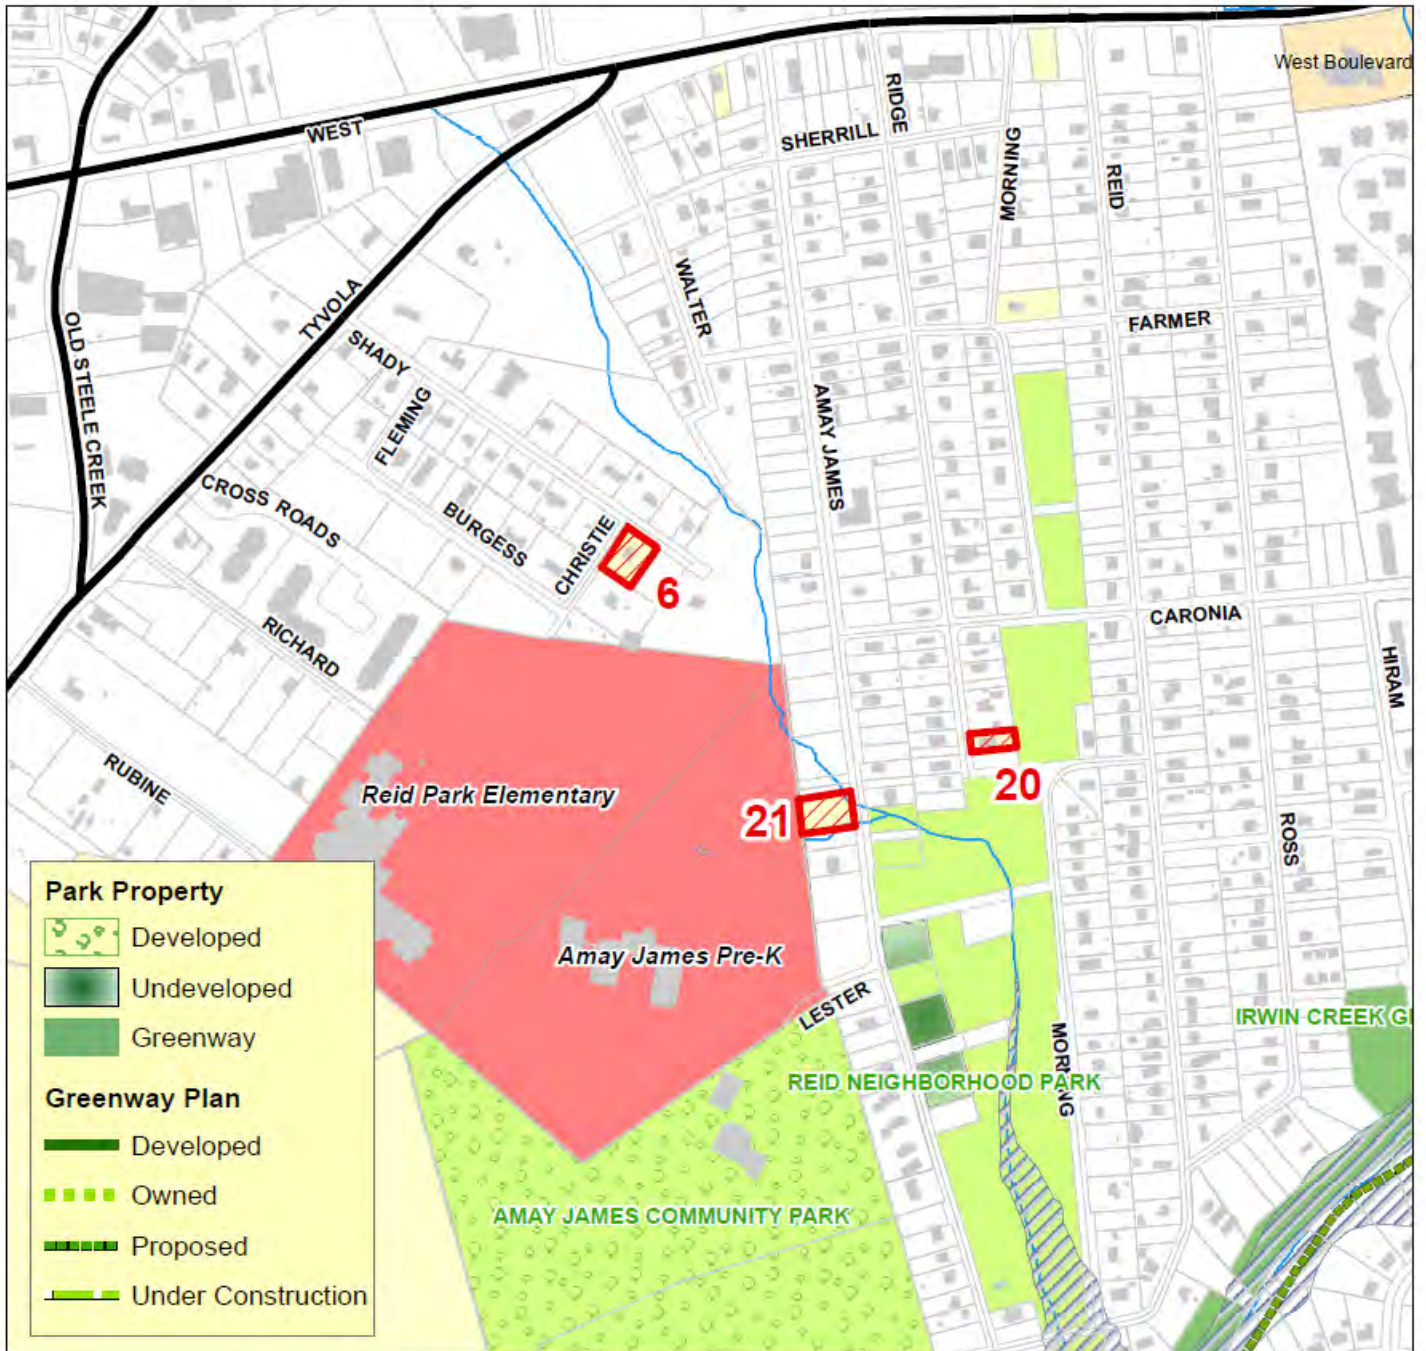 West Boulevard
WEST
SHERRILL
RIDGE
MORNING
REID
WALTER
TYVOLA
OLD STEELE CREEK
SHADY
FLEMING
FARMER
AMAY JAMES
CROSS ROADS
BURGESS
CHRISTIE
6
CARONIA
RICHARD
HIRAM
RUBINE
20
Reid Park Elementary
21
ROSS
Amay James Pre-K
LESTER
IRWIN CREEK G
MORNING
REID NEIGHBORHOOD PARK
AMAY JAMES COMMUNITY PARK
Park Property
Developed
Undeveloped
Greenway
Greenway Plan
Developed
Owned
Proposed
Under Construction